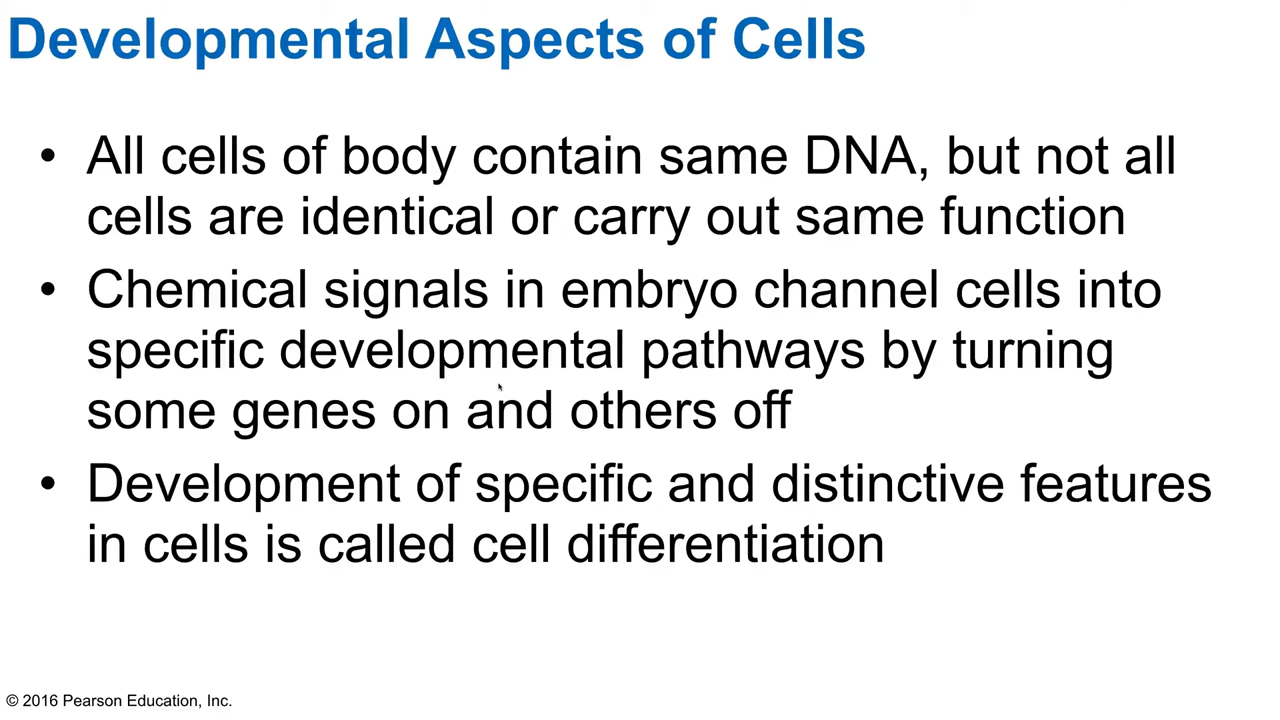 Developmental Aspects of Cells
• All cells of body contain same DNA, but not all
cells are identical or carry out same function
• Chemical signals in embryo channel cells into
specific developmental pathways by turning
some genes on and others off
• Development of specific and distinctive features
in cells is called cell differentiation
© 2016 Pearson Education, Inc.